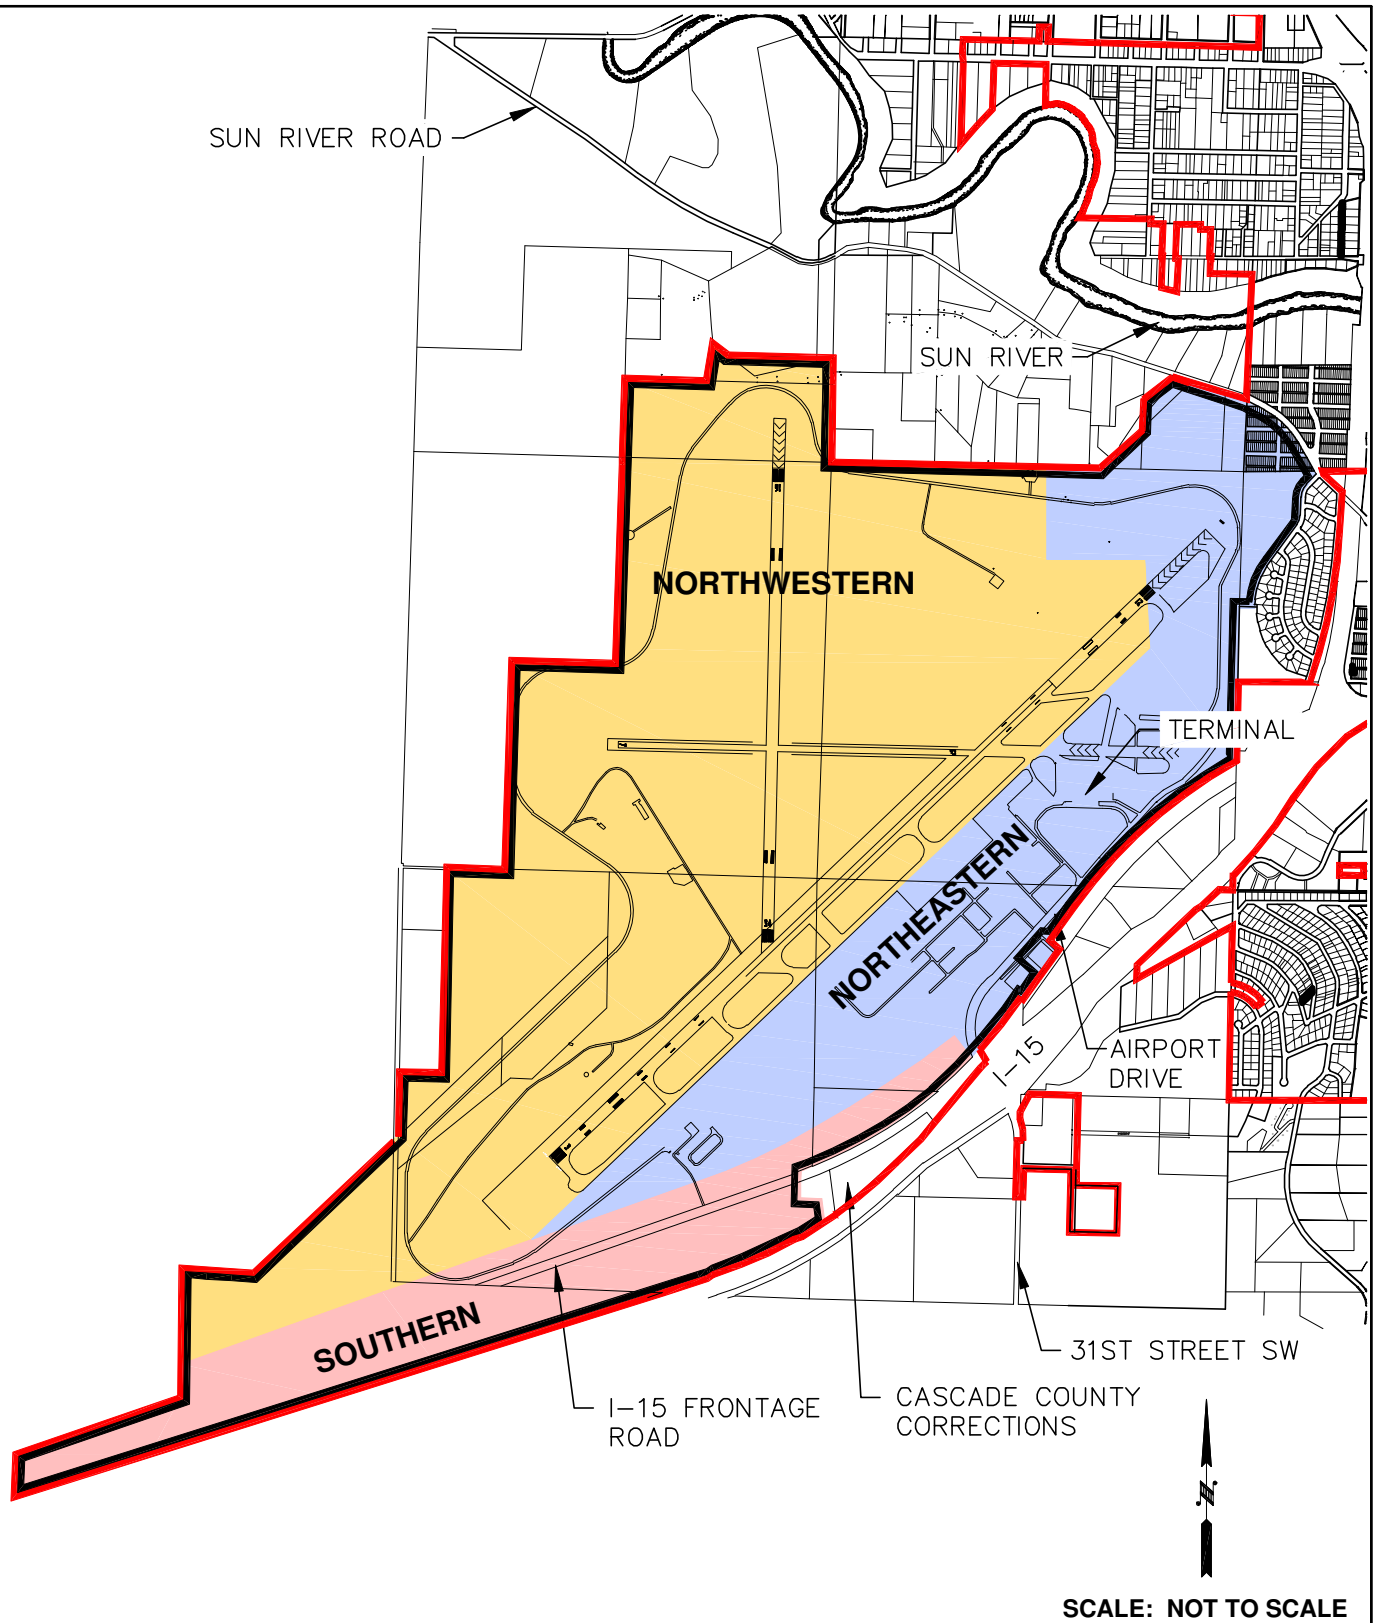 SUN RIVER ROAD
SUN RIVER
NORTHWESTERN
TERMINAL
NORTHEASTERN
I-15
AIRPORT
DRIVE
SOUTHERN
31ST STREET SW
I-15 FRONTAGE
ROAD
CASCADE COUNTY
CORRECTIONS
N
SCALE: NOT TO SCALE